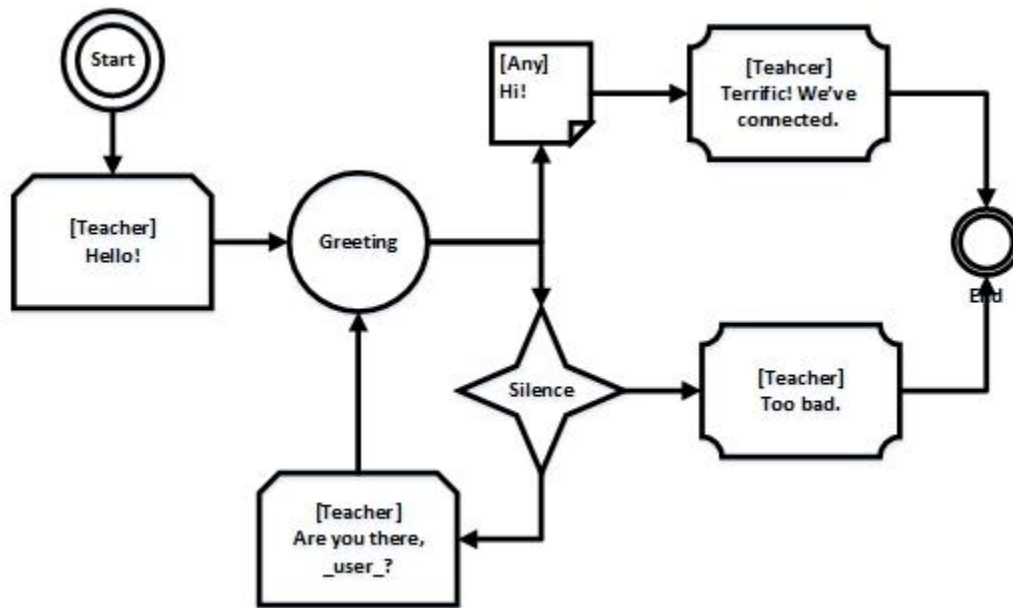 Start
[Any]
Hi!
[Teahcer]
Terrific! We've
connected.
[Teacher]
Hello!
Greeting
End
Silence
[Teacher]
Too bad.
[Teacher]
Are you there,
_user_?